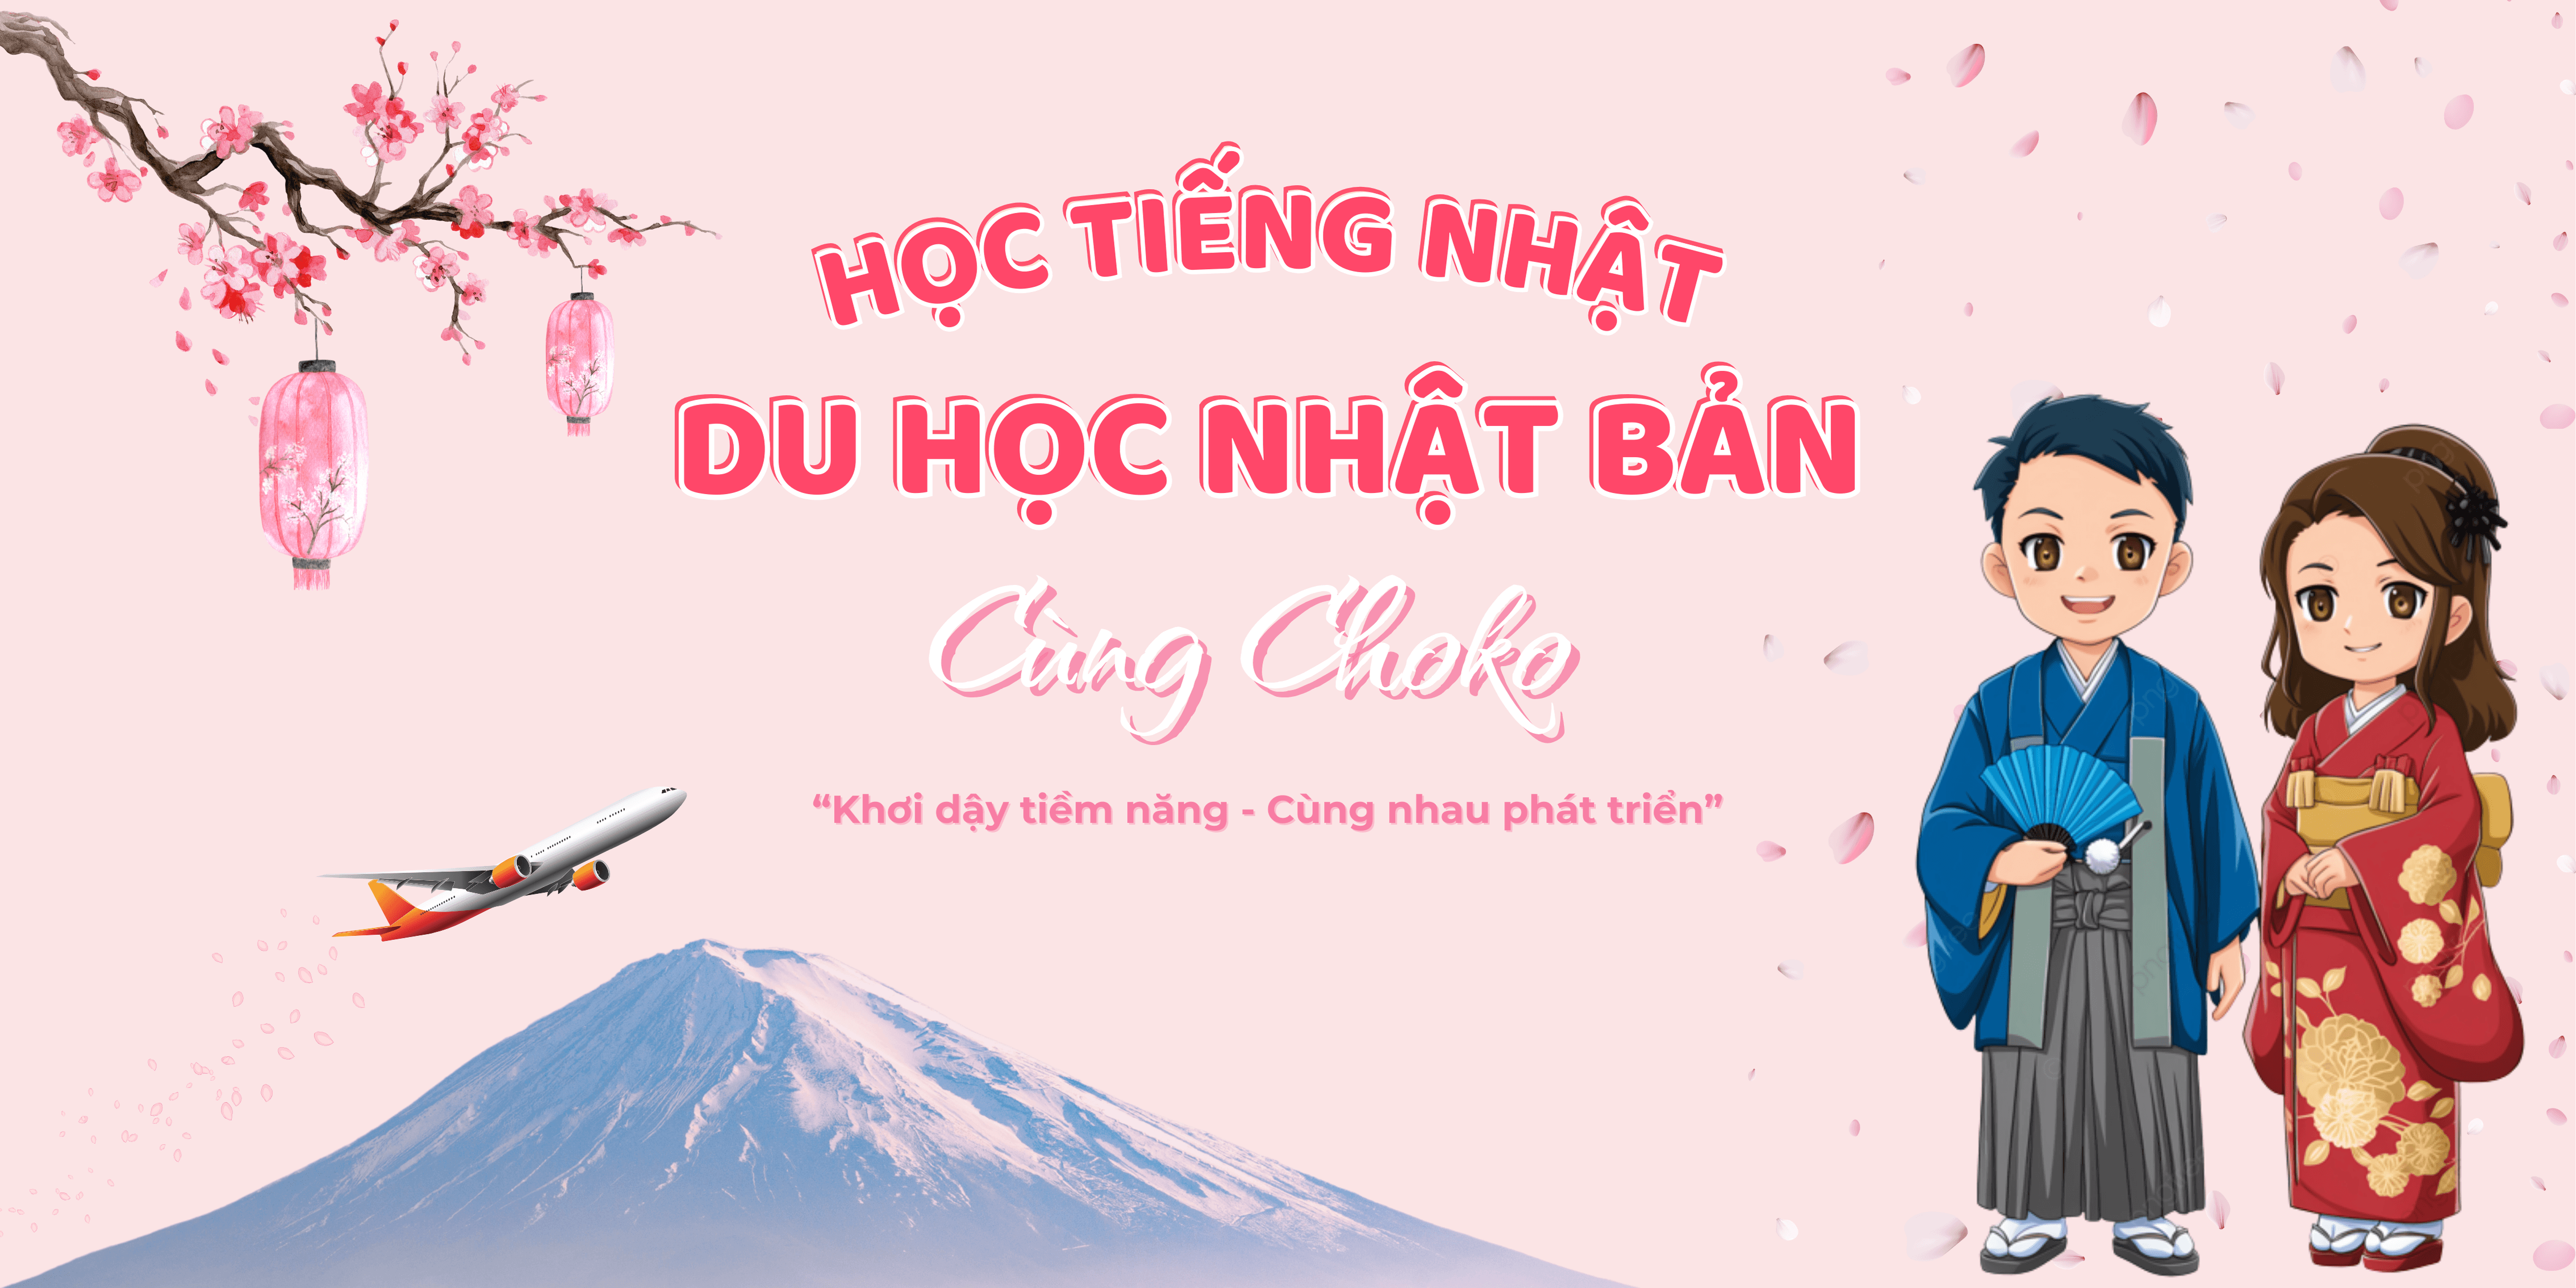 HỌC TIẾNG NHẬT
DU HỌC NHẬT BẢN
Cùng Choko
“Khơi dậy tiềm năng - Cùng nhau phát triển”